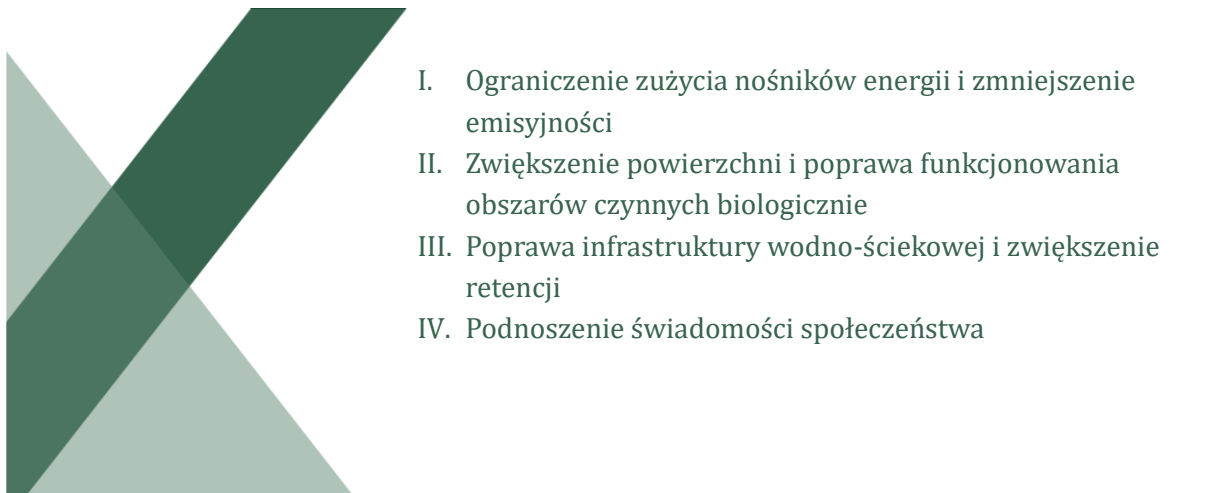 I. Ograniczenie zużycia nośników energii i zmniejszenie
emisyjności
II. Zwiększenie powierzchni i poprawa funkcjonowania
obszarów czynnych biologicznie
III. Poprawa infrastruktury wodno-ściekowej i zwiększenie
retencji
IV. Podnoszenie świadomości społeczeństwa